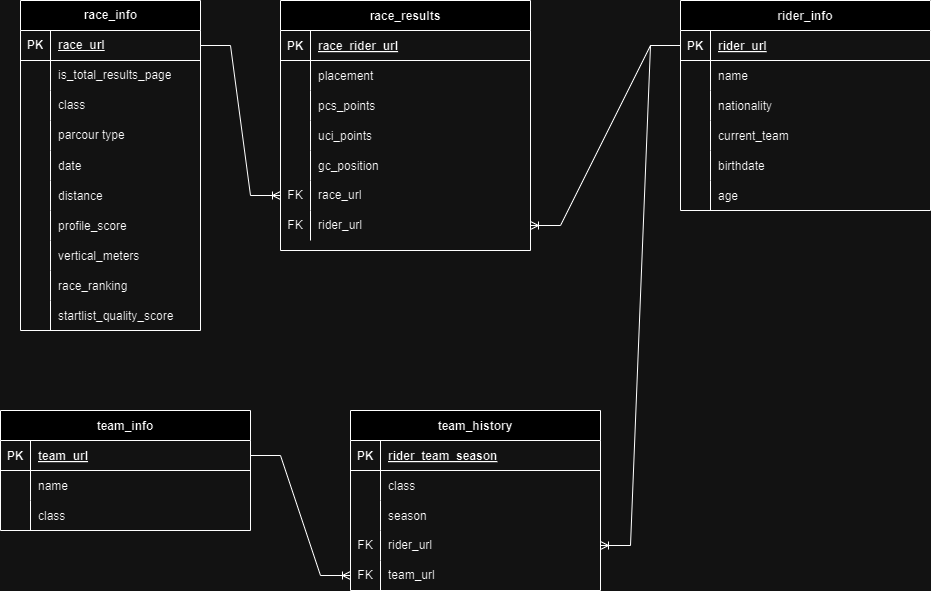 race_info
PK race_url
is_total_results_page
class
parcour type
date
distance
profile_score
vertical_meters
race_ranking
startlist_quality_score
race_results
PK race_rider_url
placement
pcs_points
uci_points
gc_position
FK race_url
FK rider_url
rider_info
PK rider_url
name
nationality
current_team
birthdate
age
team_info
PK team_url
name
class
team_history
PK rider_team_season
class
season
FK rider_url
FK team_url